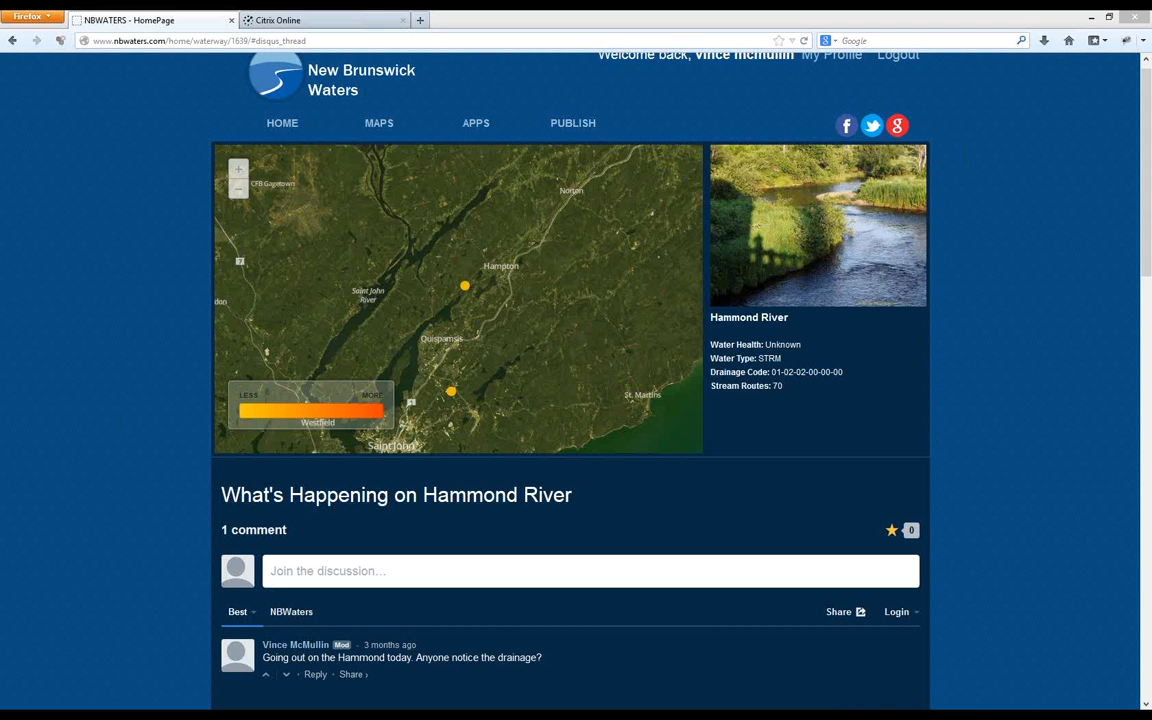 Firefox
NBWATERS - HomePage
Citrix Online
www.nbwaters.com/home/waterway/1639/#disqus_thread
Google
Welcome back, Vince mcmullin My Profile Logout
New Brunswick
Waters
HOME MAPS APPS PUBLISH
CFB Gagetown
Norton
7
Hampton
Saint John
River
don
Quispamsis
LESS MORE
Westfield
1
St. Martins
Saint John
Hammond River
Water Health: Unknown
Water Type: STRM
Drainage Code: 01-02-02-00-00-00
Stream Routes: 70
What's Happening on Hammond River
1 comment
0
Join the discussion…
Best NBWaters Share Login
Vince McMullin Mod - 3 months ago
Going out on the Hammond today. Anyone notice the drainage?
Reply · Share ›